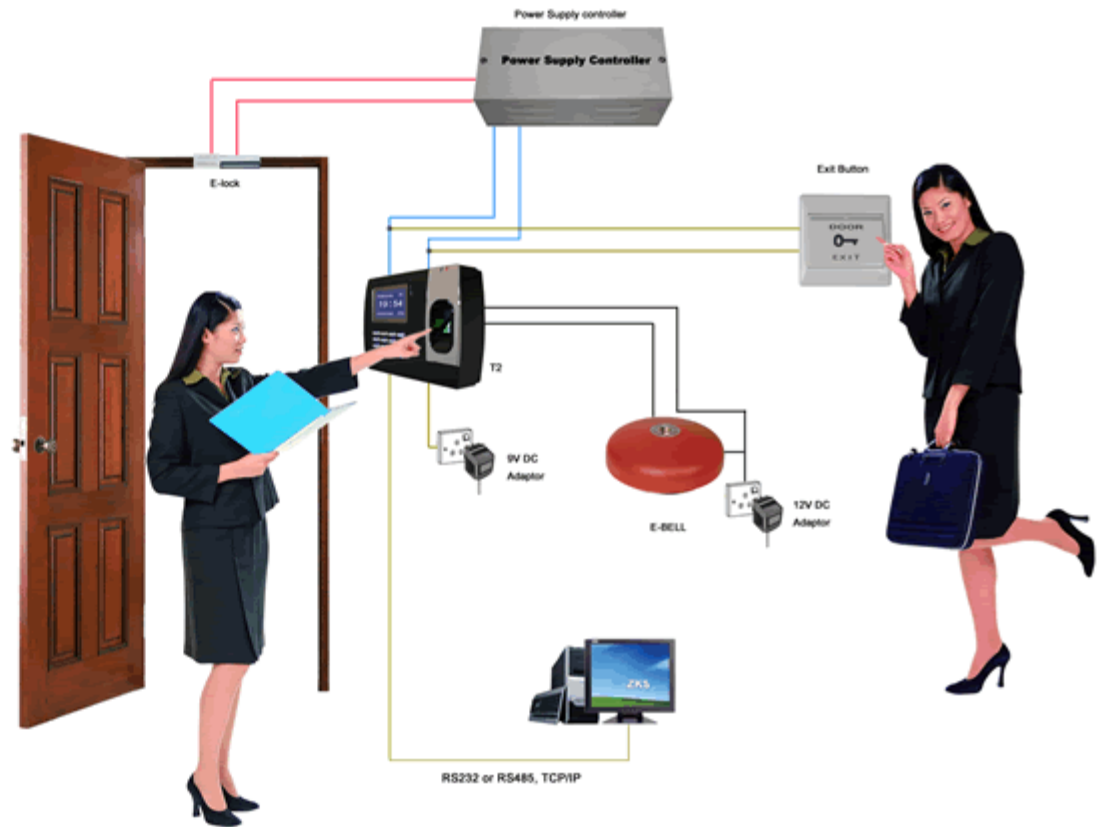 Power Supply controller
Power Supply Controller
E-lock
Exit Button
DOOR
EXIT
19:54
T2
9V DC
Adaptor
12V DC
Adaptor
E-BELL
ZKS
RS232 or RS485, TCP/IP